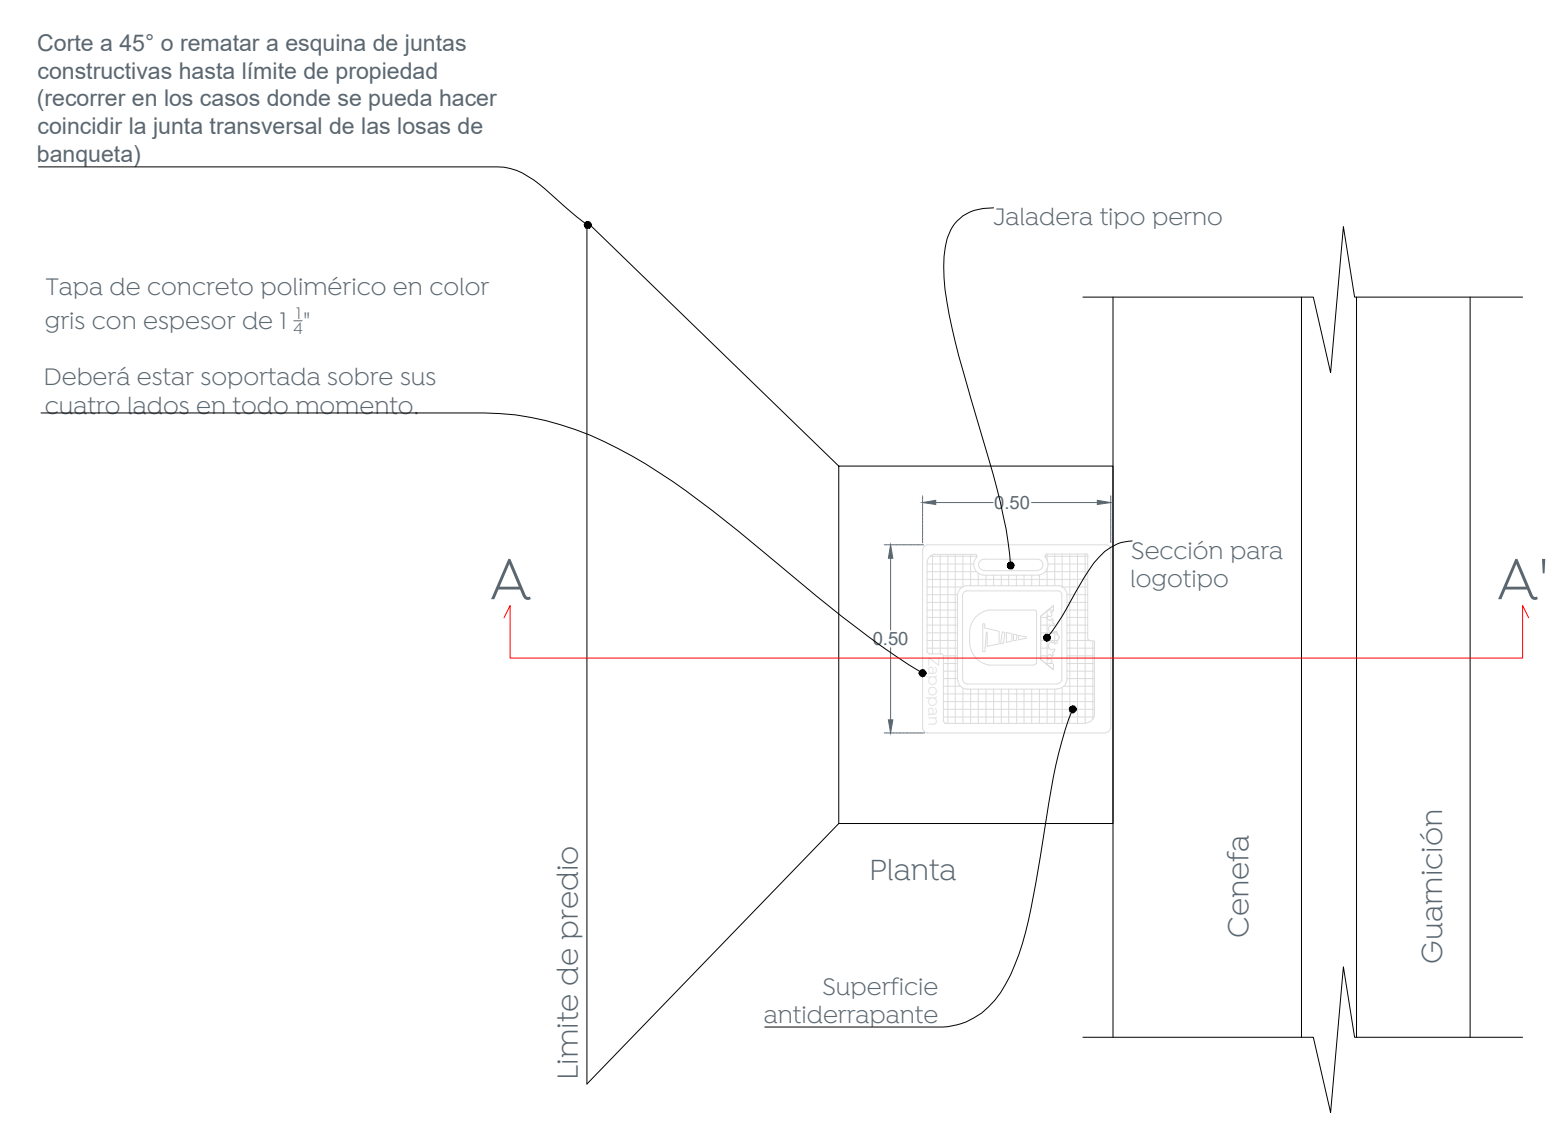 Corte a 45° o rematar a esquina de juntas
constructivas hasta límite de propiedad
(recorrer en los casos donde se pueda hacer
coincidir la junta transversal de las losas de
banqueta)
Jaladera tipo perno
Tapa de concreto polimérico en color
gris con espesor de 1 1/4"
Deberá estar soportada sobre sus
cuatro lados en todo momento.
0.50
Sección para
logotipo
A
A'
0.50
Zapopan
Planta
Superficie
antiderrapante
Limite de predio
Cenefa
Guarnición